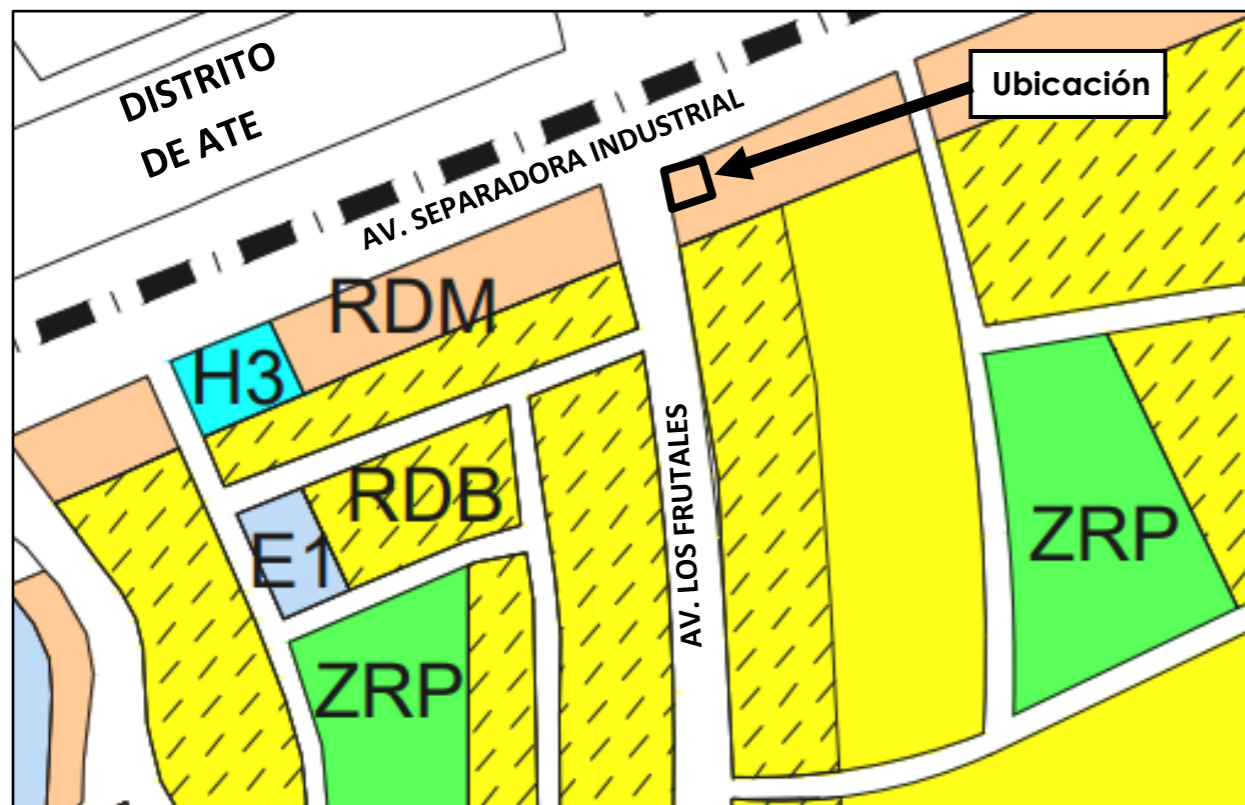 DISTRITO
DE ATE
Ubicación
AV. SEPARADORA INDUSTRIAL
RDM
H3
RDB
E1
AV. LOS FRUTALES
ZRP
ZRP